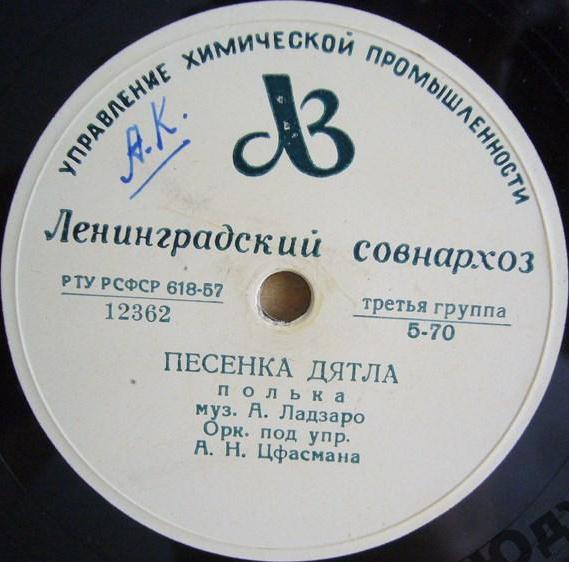 УПРАВЛЕНИЕ ХИМИЧЕСКОЙ ПРОМЫШЛЕННОСТИ
ЛЗ
А.К.
Ленинградский совнархоз
РТУ РСФСР 618-57
12362
третья группа
5-70
ПЕСЕНКА ДЯТЛА
полька
муз. А. Ладзаро
Орк. под упр.
А. Н. Цфасмана